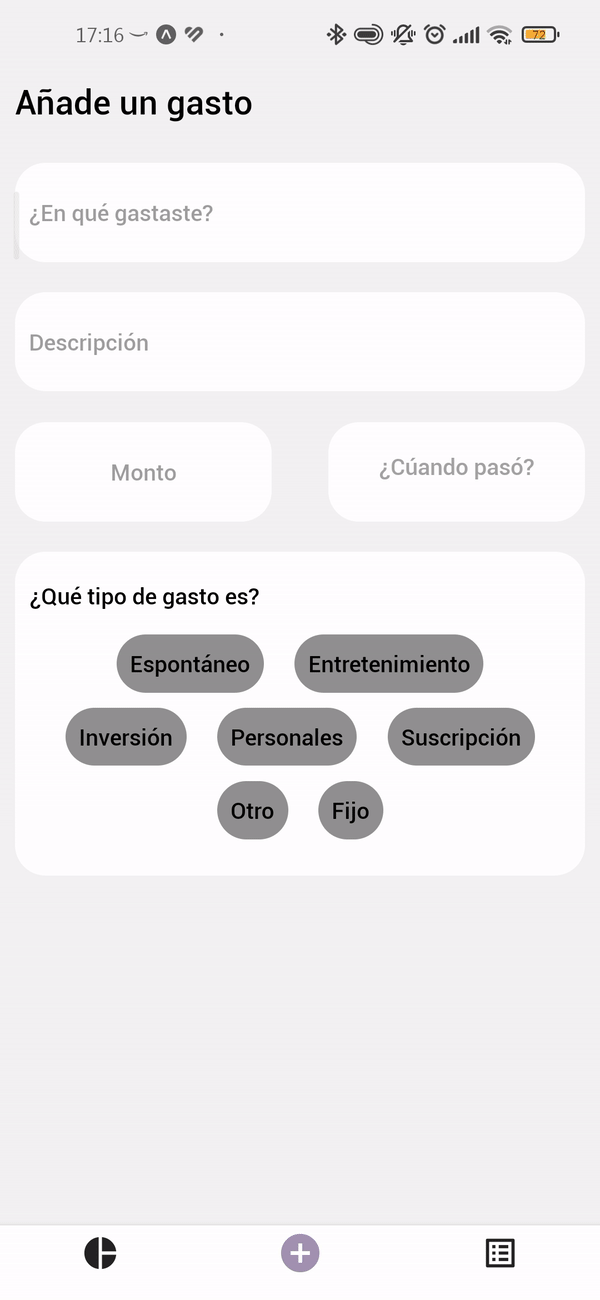 17:16
72
Añade un gasto
¿En qué gastaste?
Descripción
Monto
¿Cúando pasó?
¿Qué tipo de gasto es?
Espontáneo Entretenimiento
Inversión Personales Suscripción
Otro Fijo